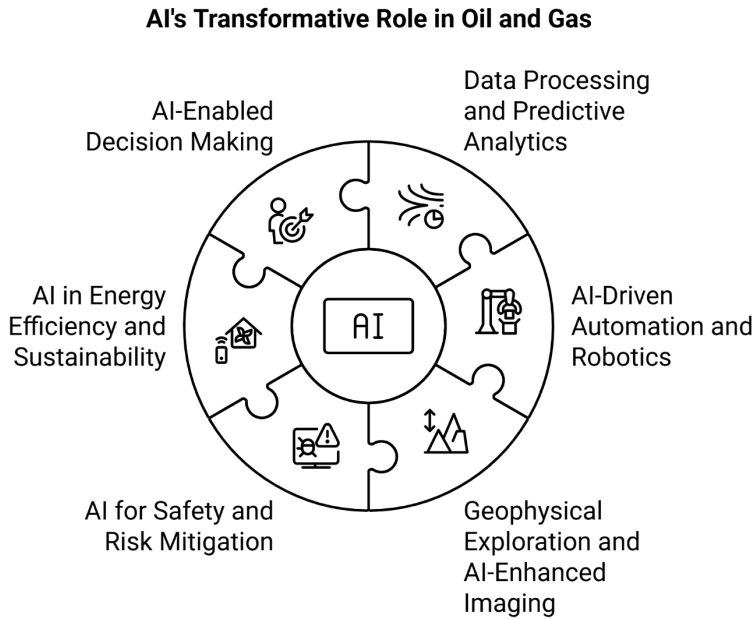 AI's Transformative Role in Oil and Gas
AI-Enabled
Decision Making
Data Processing
and Predictive
Analytics
AI in Energy
Efficiency and
Sustainability
AI
AI-Driven
Automation and
Robotics
AI for Safety and
Risk Mitigation
Geophysical
Exploration and
AI-Enhanced
Imaging